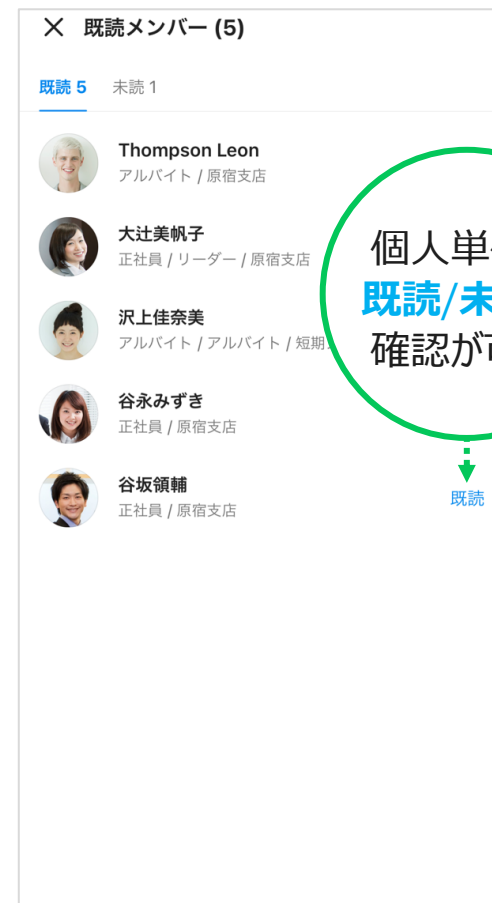 ✕ 既読メンバー (5)
既読 5 未読 1
Thompson Leon
アルバイト / 原宿支店
大辻美帆子
正社員 / リーダー / 原宿支店
沢上佳奈美
アルバイト / アルバイト / 短期
谷永みずき
正社員 / 原宿支店
谷坂領輔
正社員 / 原宿支店
個人単
既読/未
確認が
既読